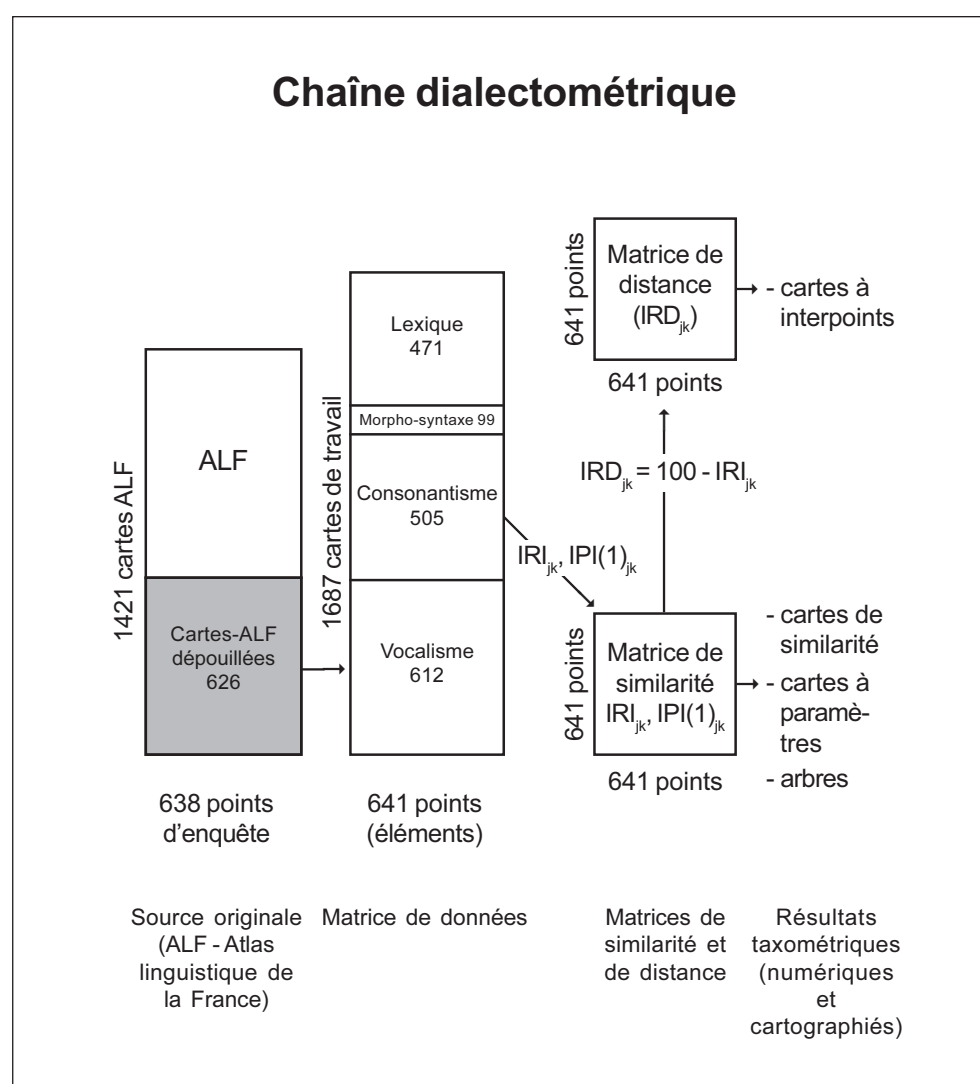 Chaîne dialectométrique
1421 cartes ALF
ALF
Cartes-ALF
dépouillées
626
638 points
d'enquête
1687 cartes de travail
Lexique
471
Morpho-syntaxe 99
Consonantisme
505
Vocalisme
612
641 points
(éléments)
IRI_jk, IPI(1)_jk
641 points
Matrice de
distance
(IRD_jk)
641 points
- cartes à
interpoints
IRD_jk = 100 - IRI_jk
641 points
Matrice de
similarité
IRI_jk, IPI(1)_jk
641 points
- cartes de
similarité
- cartes à
paramè-
tres
- arbres
Source originale
(ALF - Atlas
linguistique de
la France)
Matrice de données
Matrices de
similarité et
de distance
Résultats
taxométriques
(numériques
et
cartographiés)